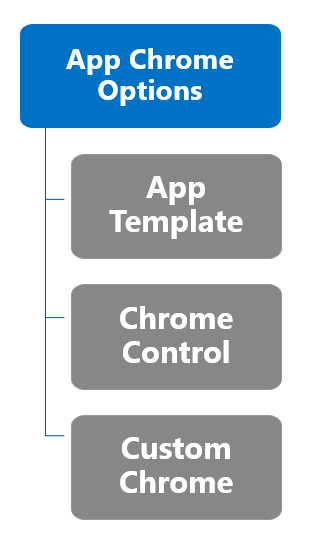 App Chrome
Options
App
Template
Chrome
Control
Custom
Chrome